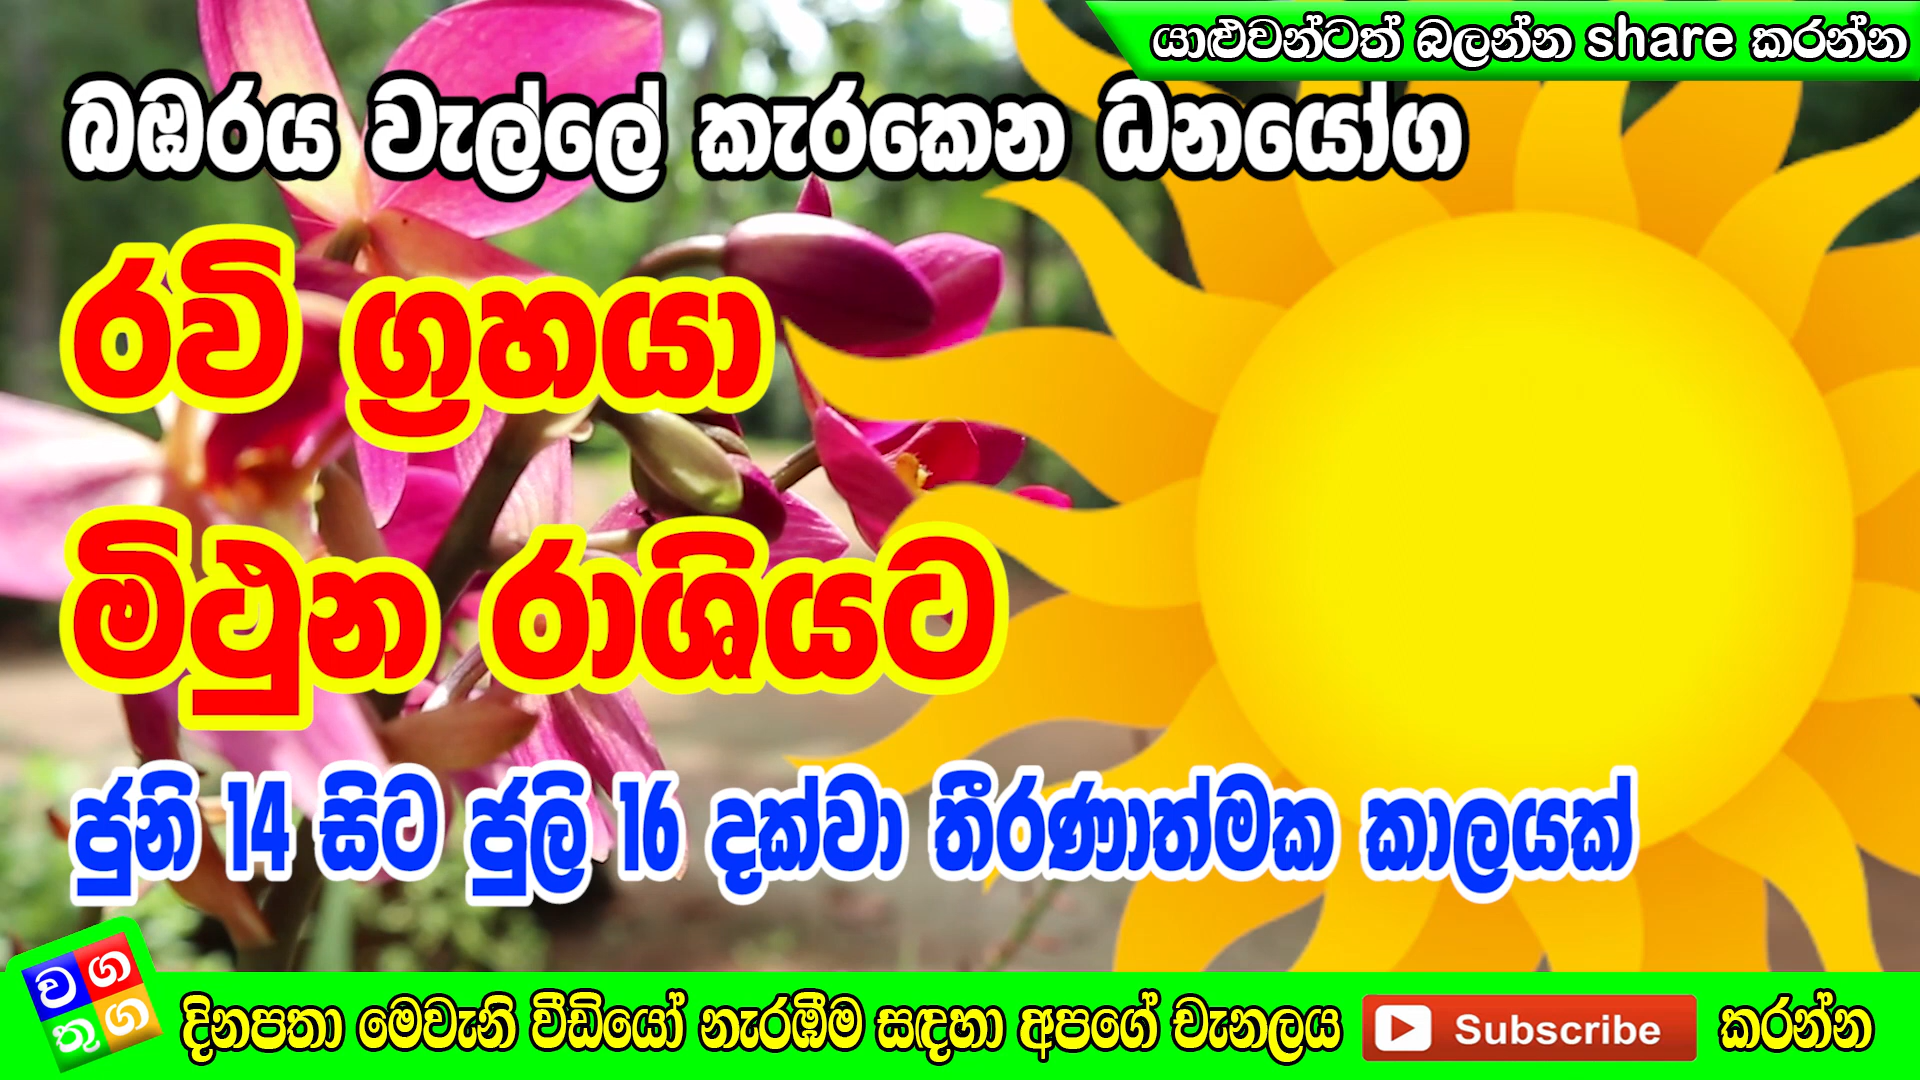 යාළුවන්ටත් බලන්න share කරන්න
බඹරය වැල්ලේ කැරකෙන ධනයෝග
රවි ග්‍රහයා
මිථුන රාශියට
ජුනි 14 සිට ජුලි 16 දක්වා තීරණාත්මක කාලයක්
වග
තුග
දිනපතා මෙවැනි වීඩියෝ නැරඹීම සඳහා අපගේ චැනලය Subscribe කරන්න